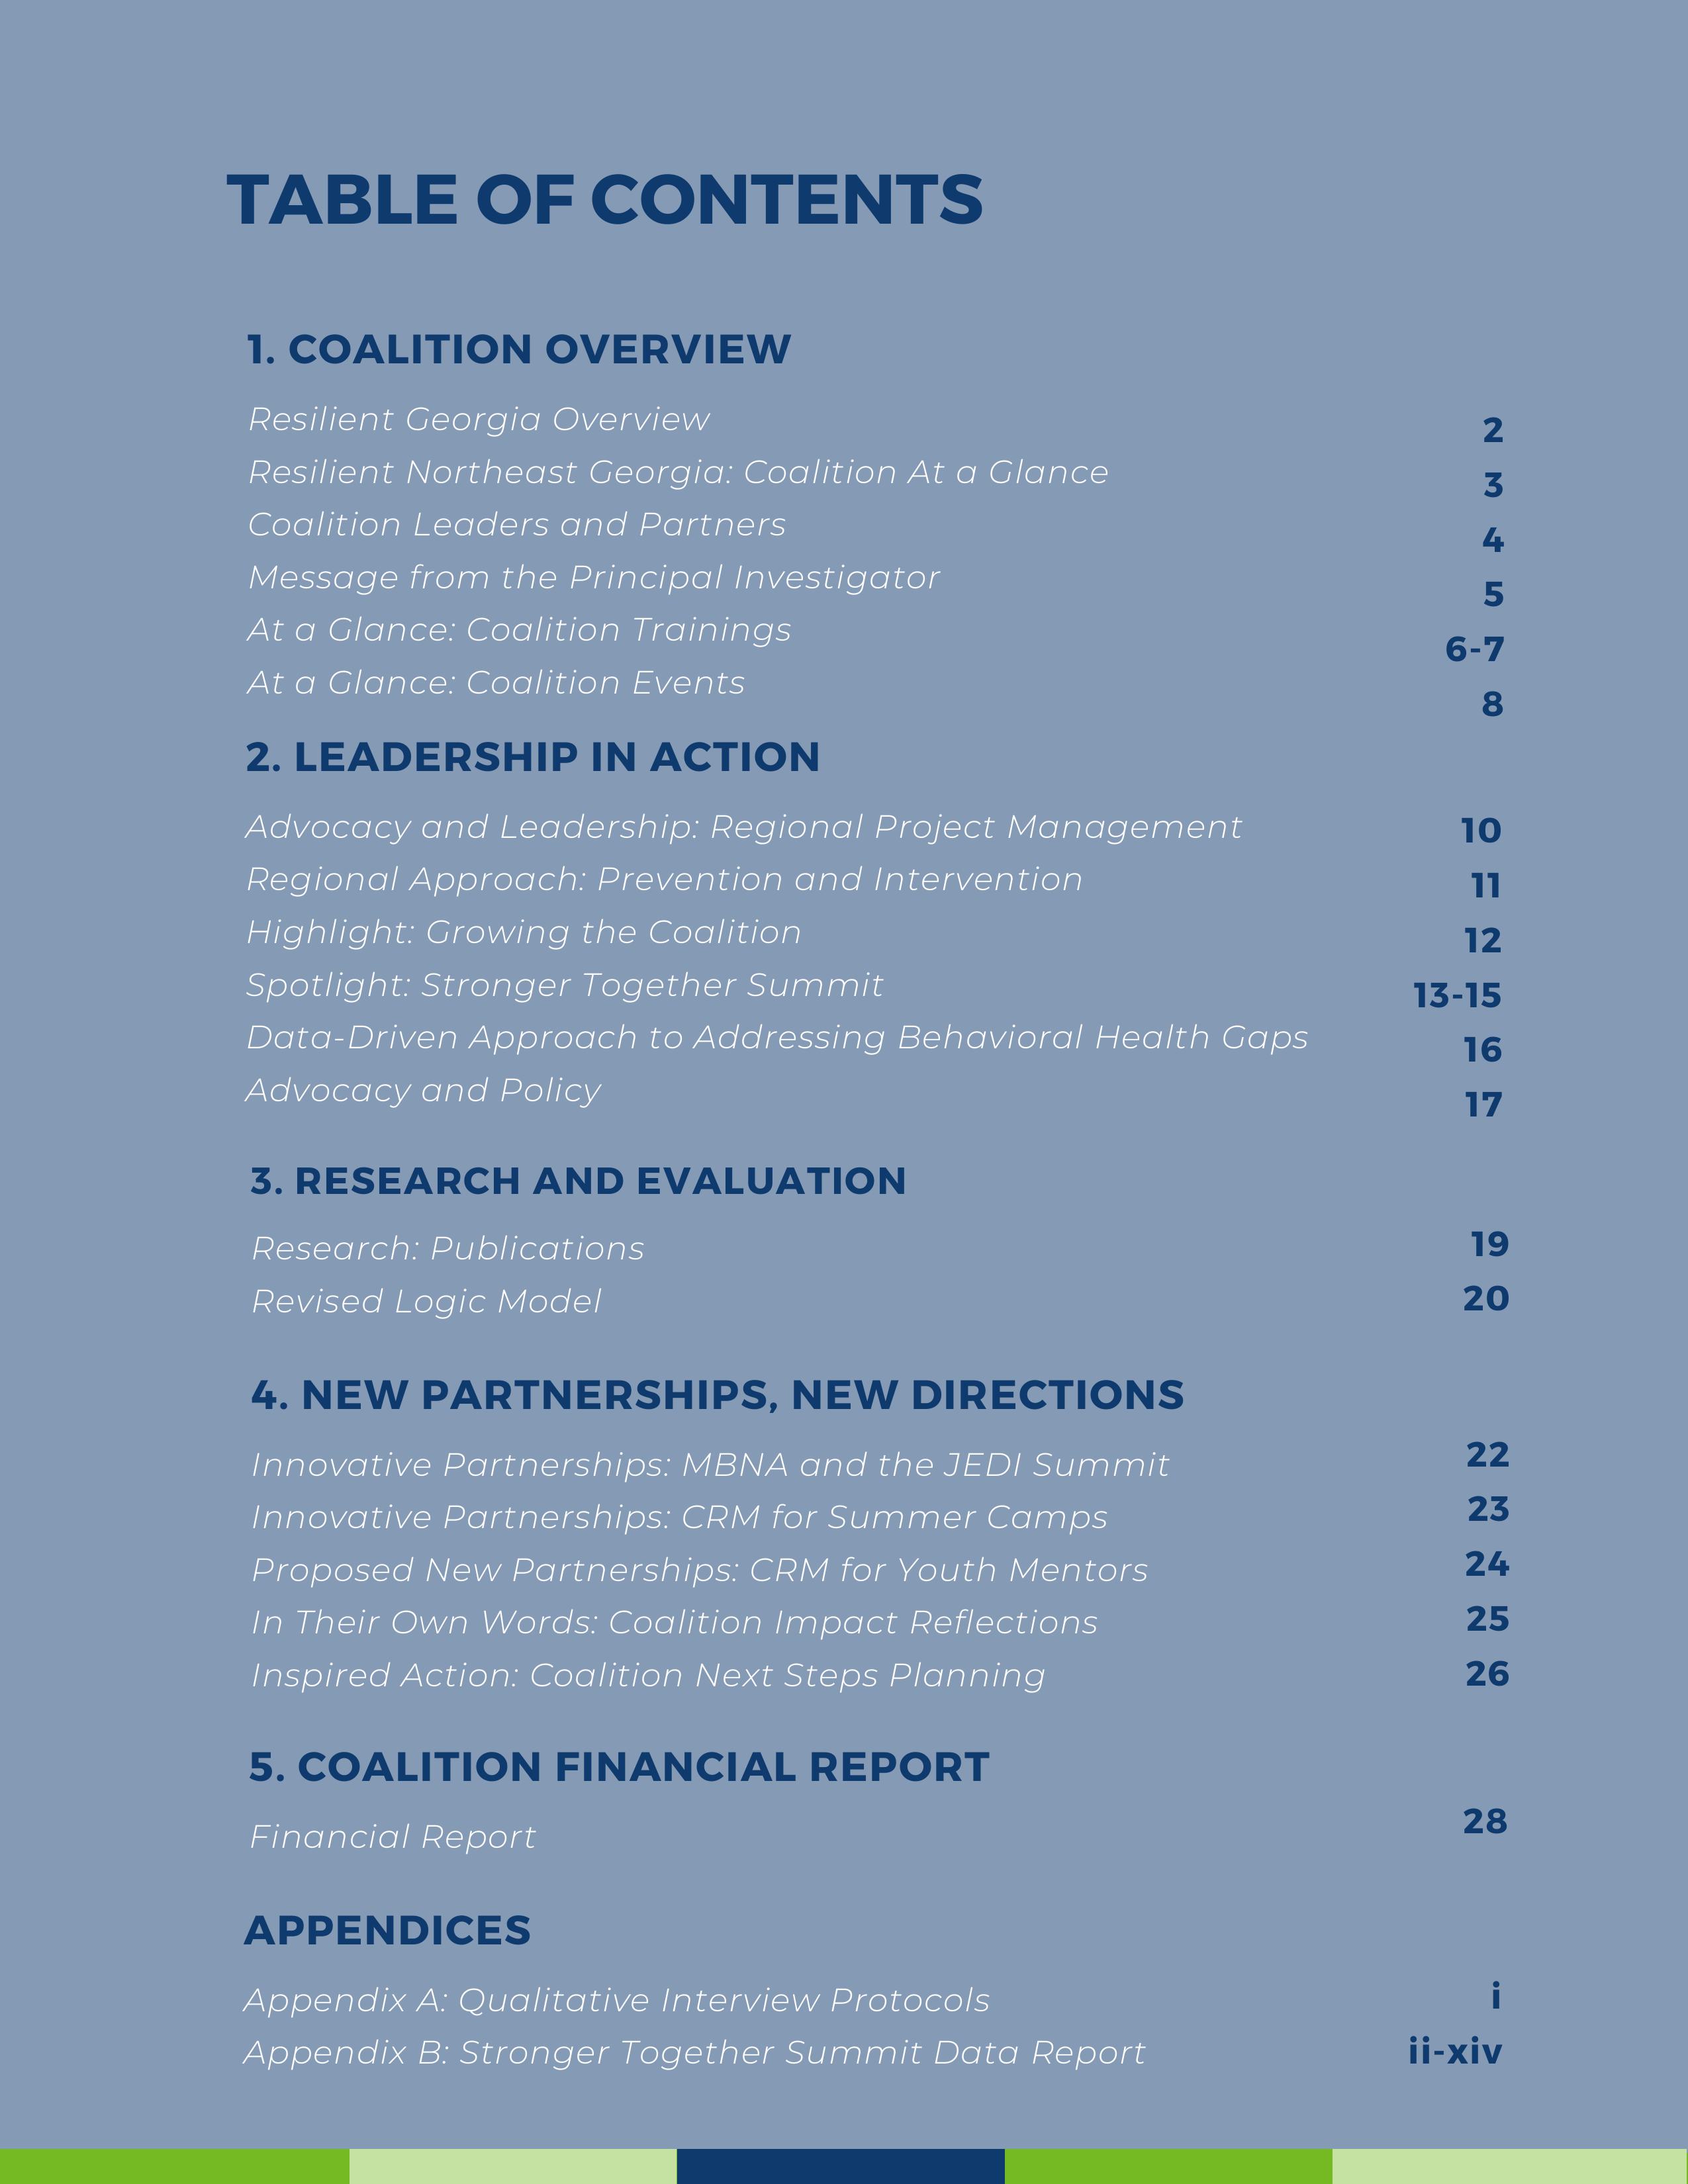 TABLE OF CONTENTS
1. COALITION OVERVIEW
Resilient Georgia Overview 2
Resilient Northeast Georgia: Coalition At a Glance 3
Coalition Leaders and Partners 4
Message from the Principal Investigator 5
At a Glance: Coalition Trainings 6-7
At a Glance: Coalition Events 8
2. LEADERSHIP IN ACTION
Advocacy and Leadership: Regional Project Management 10
Regional Approach: Prevention and Intervention 11
Highlight: Growing the Coalition 12
Spotlight: Stronger Together Summit 13-15
Data-Driven Approach to Addressing Behavioral Health Gaps 16
Advocacy and Policy 17
3. RESEARCH AND EVALUATION
Research: Publications 19
Revised Logic Model 20
4. NEW PARTNERSHIPS, NEW DIRECTIONS
Innovative Partnerships: MBNA and the JEDI Summit 22
Innovative Partnerships: CRM for Summer Camps 23
Proposed New Partnerships: CRM for Youth Mentors 24
In Their Own Words: Coalition Impact Reflections 25
Inspired Action: Coalition Next Steps Planning 26
5. COALITION FINANCIAL REPORT
Financial Report 28
APPENDICES
Appendix A: Qualitative Interview Protocols i
Appendix B: Stronger Together Summit Data Report ii-xiv